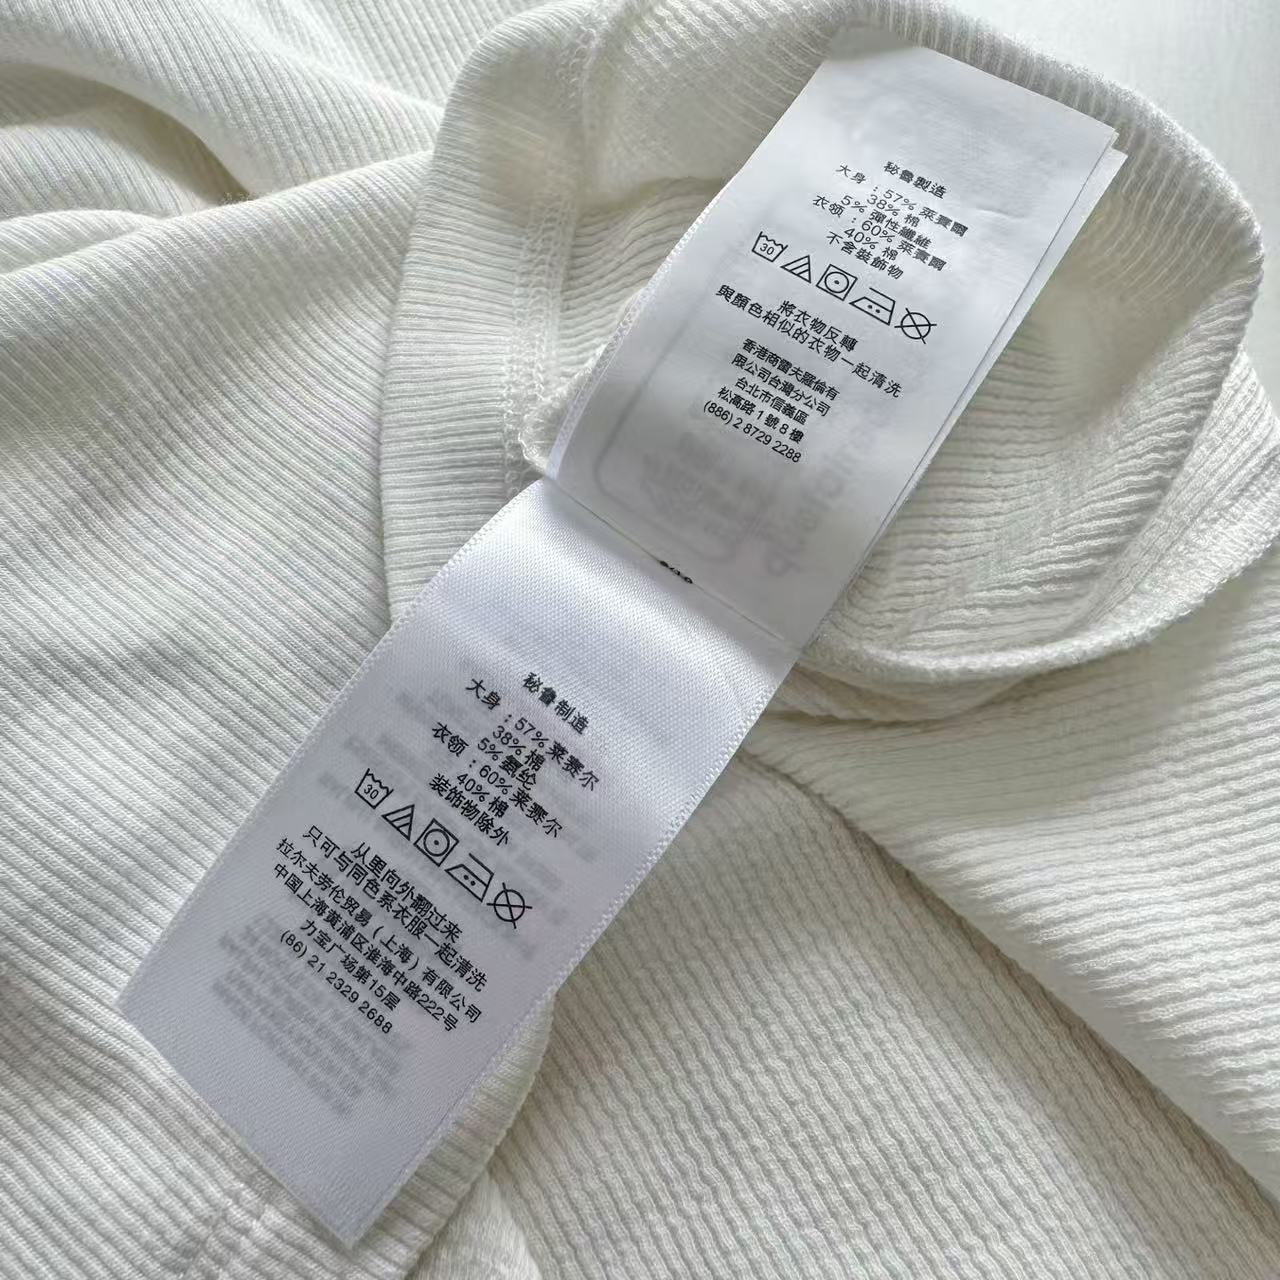 秘魯製造
大身：57% 萊賽爾
38% 棉
5% 彈性纖維
衣领：60% 萊賽爾
40% 棉
不含裝飾物
30
將衣物反轉
與顏色相似的衣物一起清洗
香港商雷夫羅倫有
限公司台灣分公司
台北市信義區
松高路 1 號 8 樓
(886) 2 8729 2288
秘鲁制造
大身：57% 莱赛尔
38% 棉
5% 氨纶
衣领：60% 莱赛尔
40% 棉
装饰物除外
30
从里向外翻过来
只可与同色系衣服一起清洗
拉尔夫劳伦贸易（上海）有限公司
中国上海黄浦区淮海中路222号
力宝广场第15层
(86) 21 2329 2688